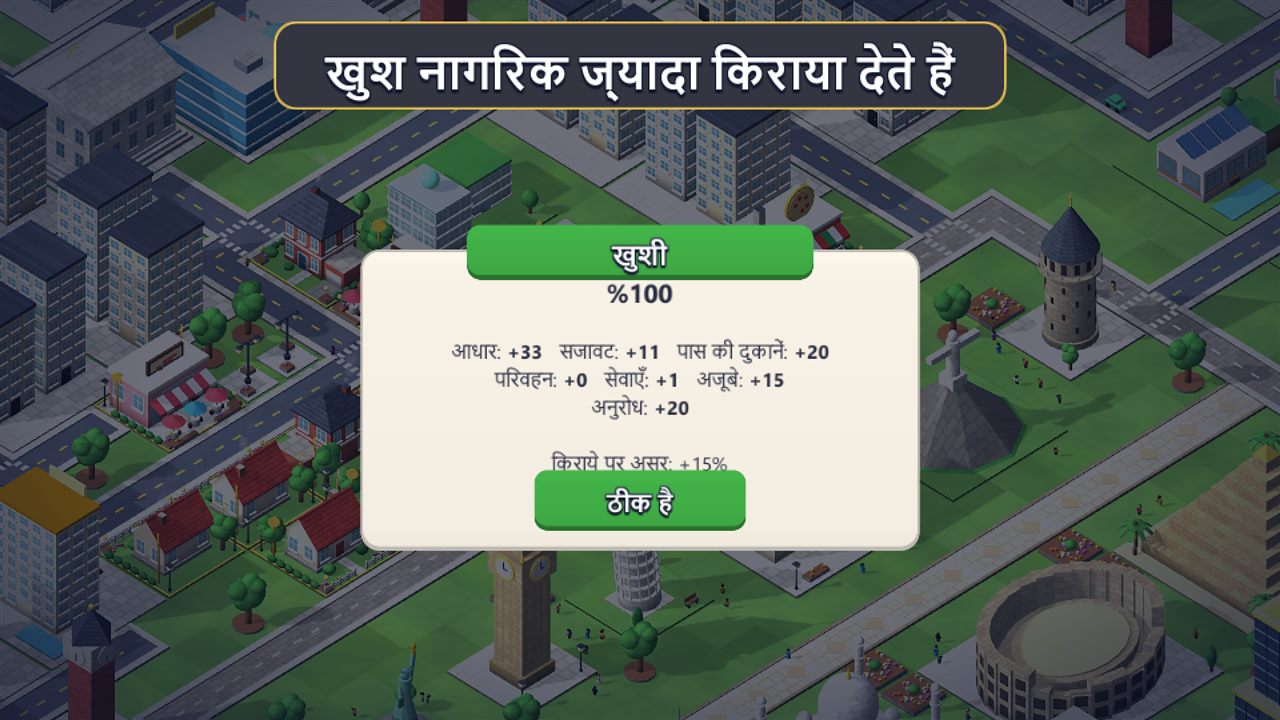 खुश नागरिक ज्यादा किराया देते हैं
खुशी
%100
आधार: +33 सजावट: +11 पास की दुकानें: +20
परिवहन: +0 सेवाएँ: +1 अजूबे: +15
अनुरोध: +20
किराये पर असर: +15%
ठीक है